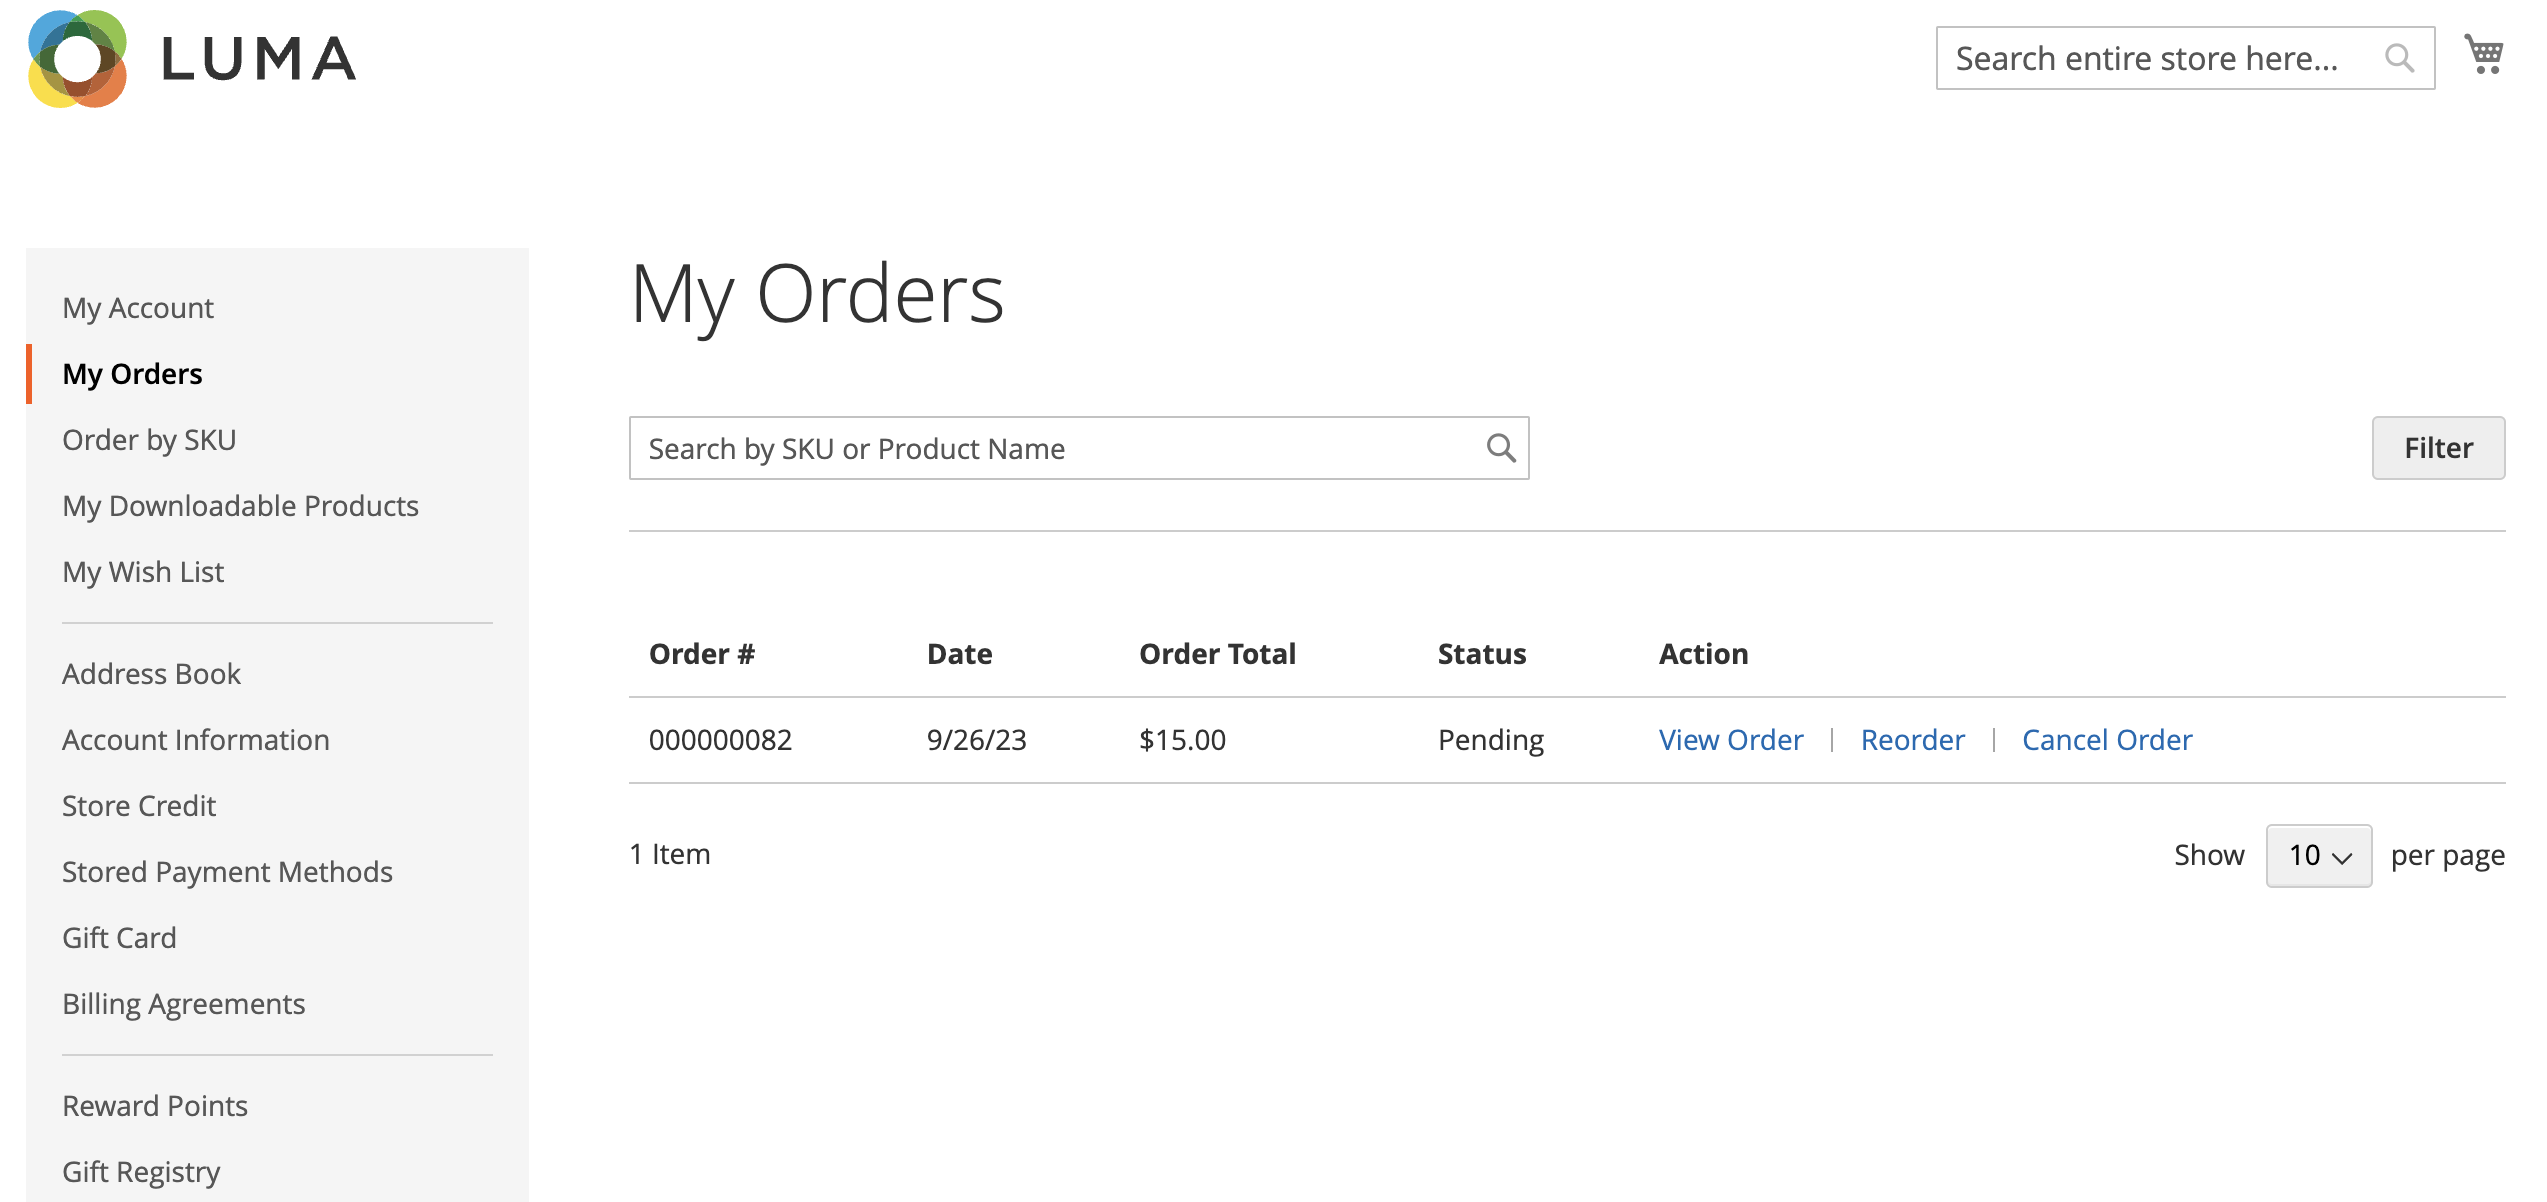 LUMA
Search entire store here...
My Account
My Orders
Order by SKU
My Downloadable Products
My Wish List
Address Book
Account Information
Store Credit
Stored Payment Methods
Gift Card
Billing Agreements
Reward Points
Gift Registry
My Orders
Search by SKU or Product Name
Filter
Order # Date Order Total Status Action
000000082 9/26/23 $15.00 Pending View Order | Reorder | Cancel Order
1 Item
Show 10 per page